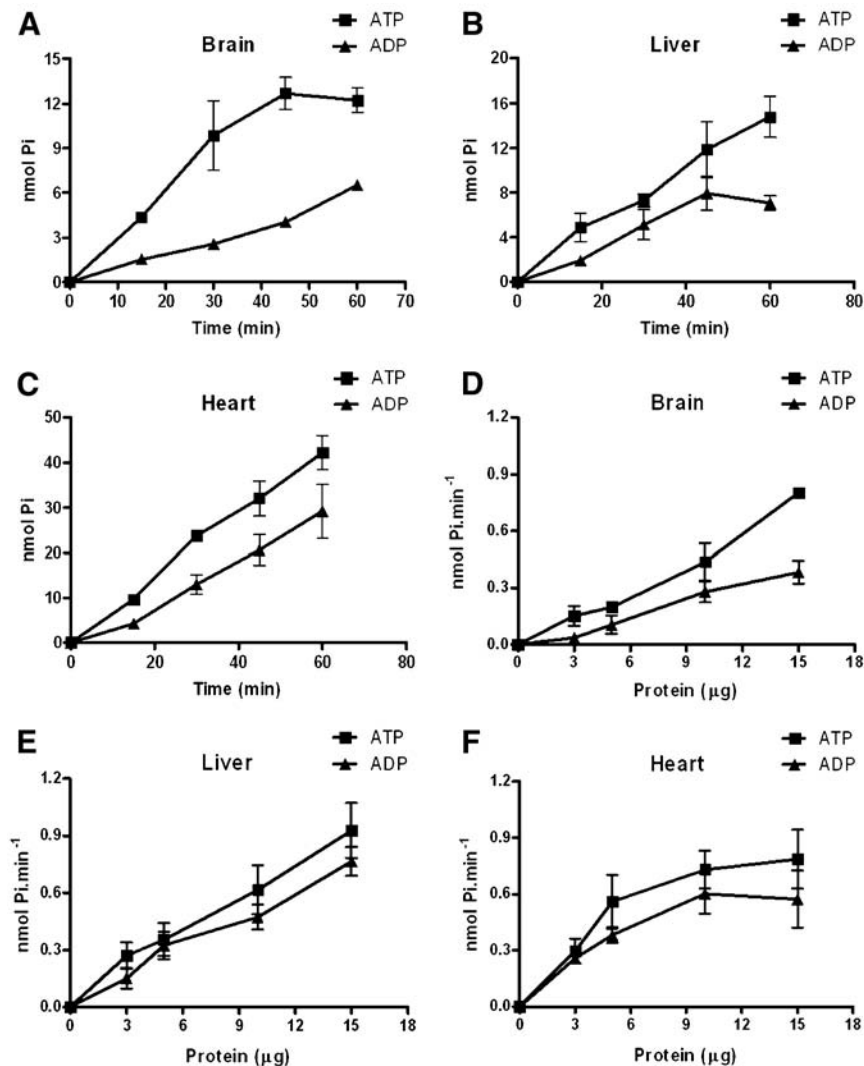 A
Brain
ATP
ADP
nmol Pi
15
12
9
6
3
0
0 10 20 30 40 50 60 70
Time (min)
B
Liver
ATP
ADP
nmol Pi
20
16
12
8
4
0
0 20 40 60 80
Time (min)
C
Heart
ATP
ADP
nmol Pi
50
40
30
20
10
0
0 20 40 60 80
Time (min)
D
Brain
ATP
ADP
nmol Pi.min⁻¹
1.2
0.9
0.6
0.3
0.0
0 3 6 9 12 15 18
Protein (μg)
E
Liver
ATP
ADP
nmol Pi.min⁻¹
1.2
0.9
0.6
0.3
0.0
0 3 6 9 12 15 18
Protein (μg)
F
Heart
ATP
ADP
nmol Pi.min⁻¹
1.2
0.9
0.6
0.3
0.0
0 3 6 9 12 15 18
Protein (μg)